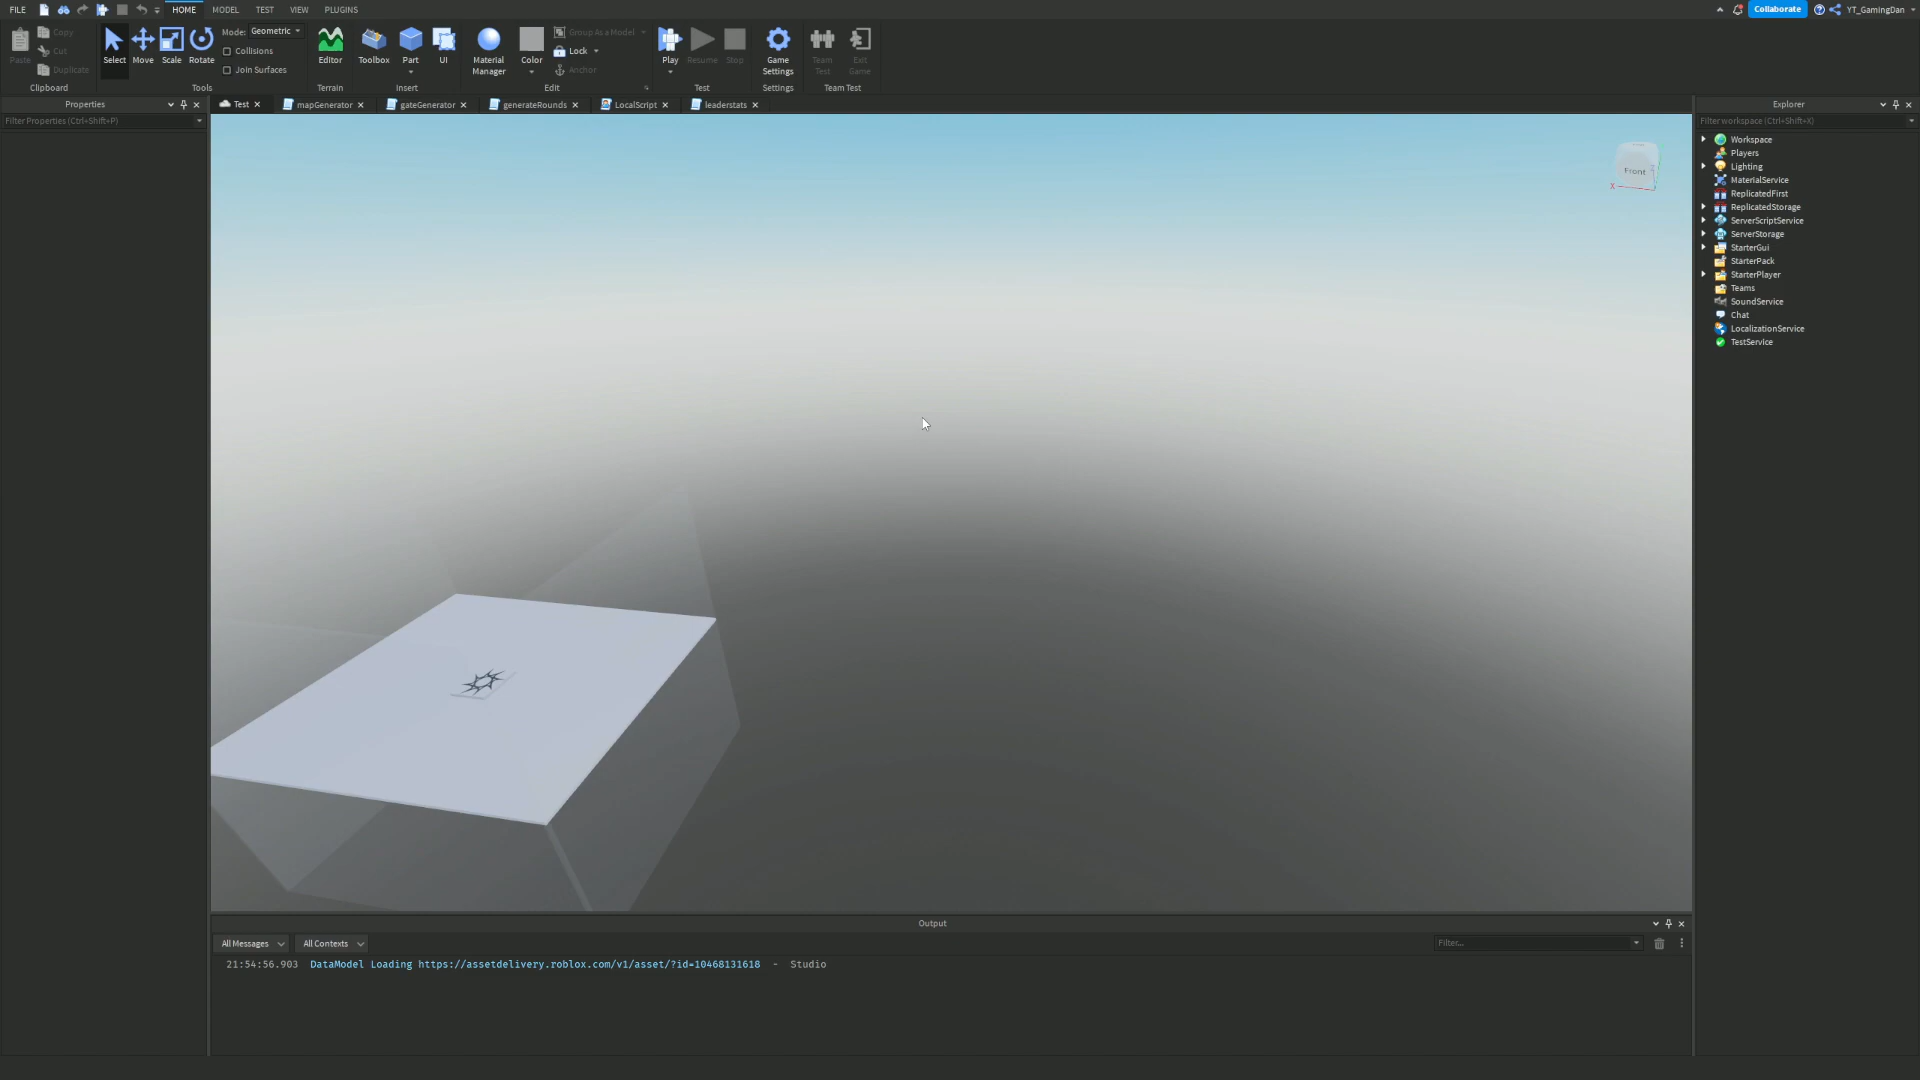 FILE HOME MODEL TEST VIEW PLUGINS Collaborate YT_GamingDan
Paste Copy Cut Duplicate Clipboard
Select Move Scale Rotate Mode: Geometric Collisions Join Surfaces Tools
Editor Terrain
Toolbox Part UI Insert
Material Manager Color Group As a Model Lock Anchor Edit
Play Resume Stop Test
Game Settings Settings
Team Test Exit Game Team Test
Properties
Filter Properties (Ctrl+Shift+P)
Test mapGenerator gateGenerator generateRounds LocalScript leaderstats
Front
X
Explorer
Filter workspace (Ctrl+Shift+X)
Workspace
Players
Lighting
MaterialService
ReplicatedFirst
ReplicatedStorage
ServerScriptService
ServerStorage
StarterGui
StarterPack
StarterPlayer
Teams
SoundService
Chat
LocalizationService
TestService
Output
All Messages All Contexts Filter...
21:54:56.903 DataModel Loading https://assetdelivery.roblox.com/v1/asset/?id=10468131618 - Studio